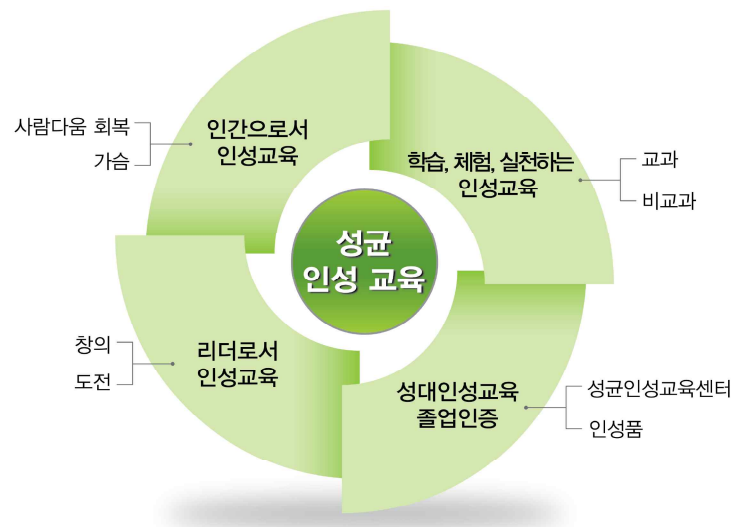 사람다움 회복
가슴
인간으로서
인성교육
학습, 체험, 실천하는
인성교육
교과
비교과
성균
인성 교육
창의
도전
리더로서
인성교육
성대인성교육
졸업인증
성균인성교육센터
인성품